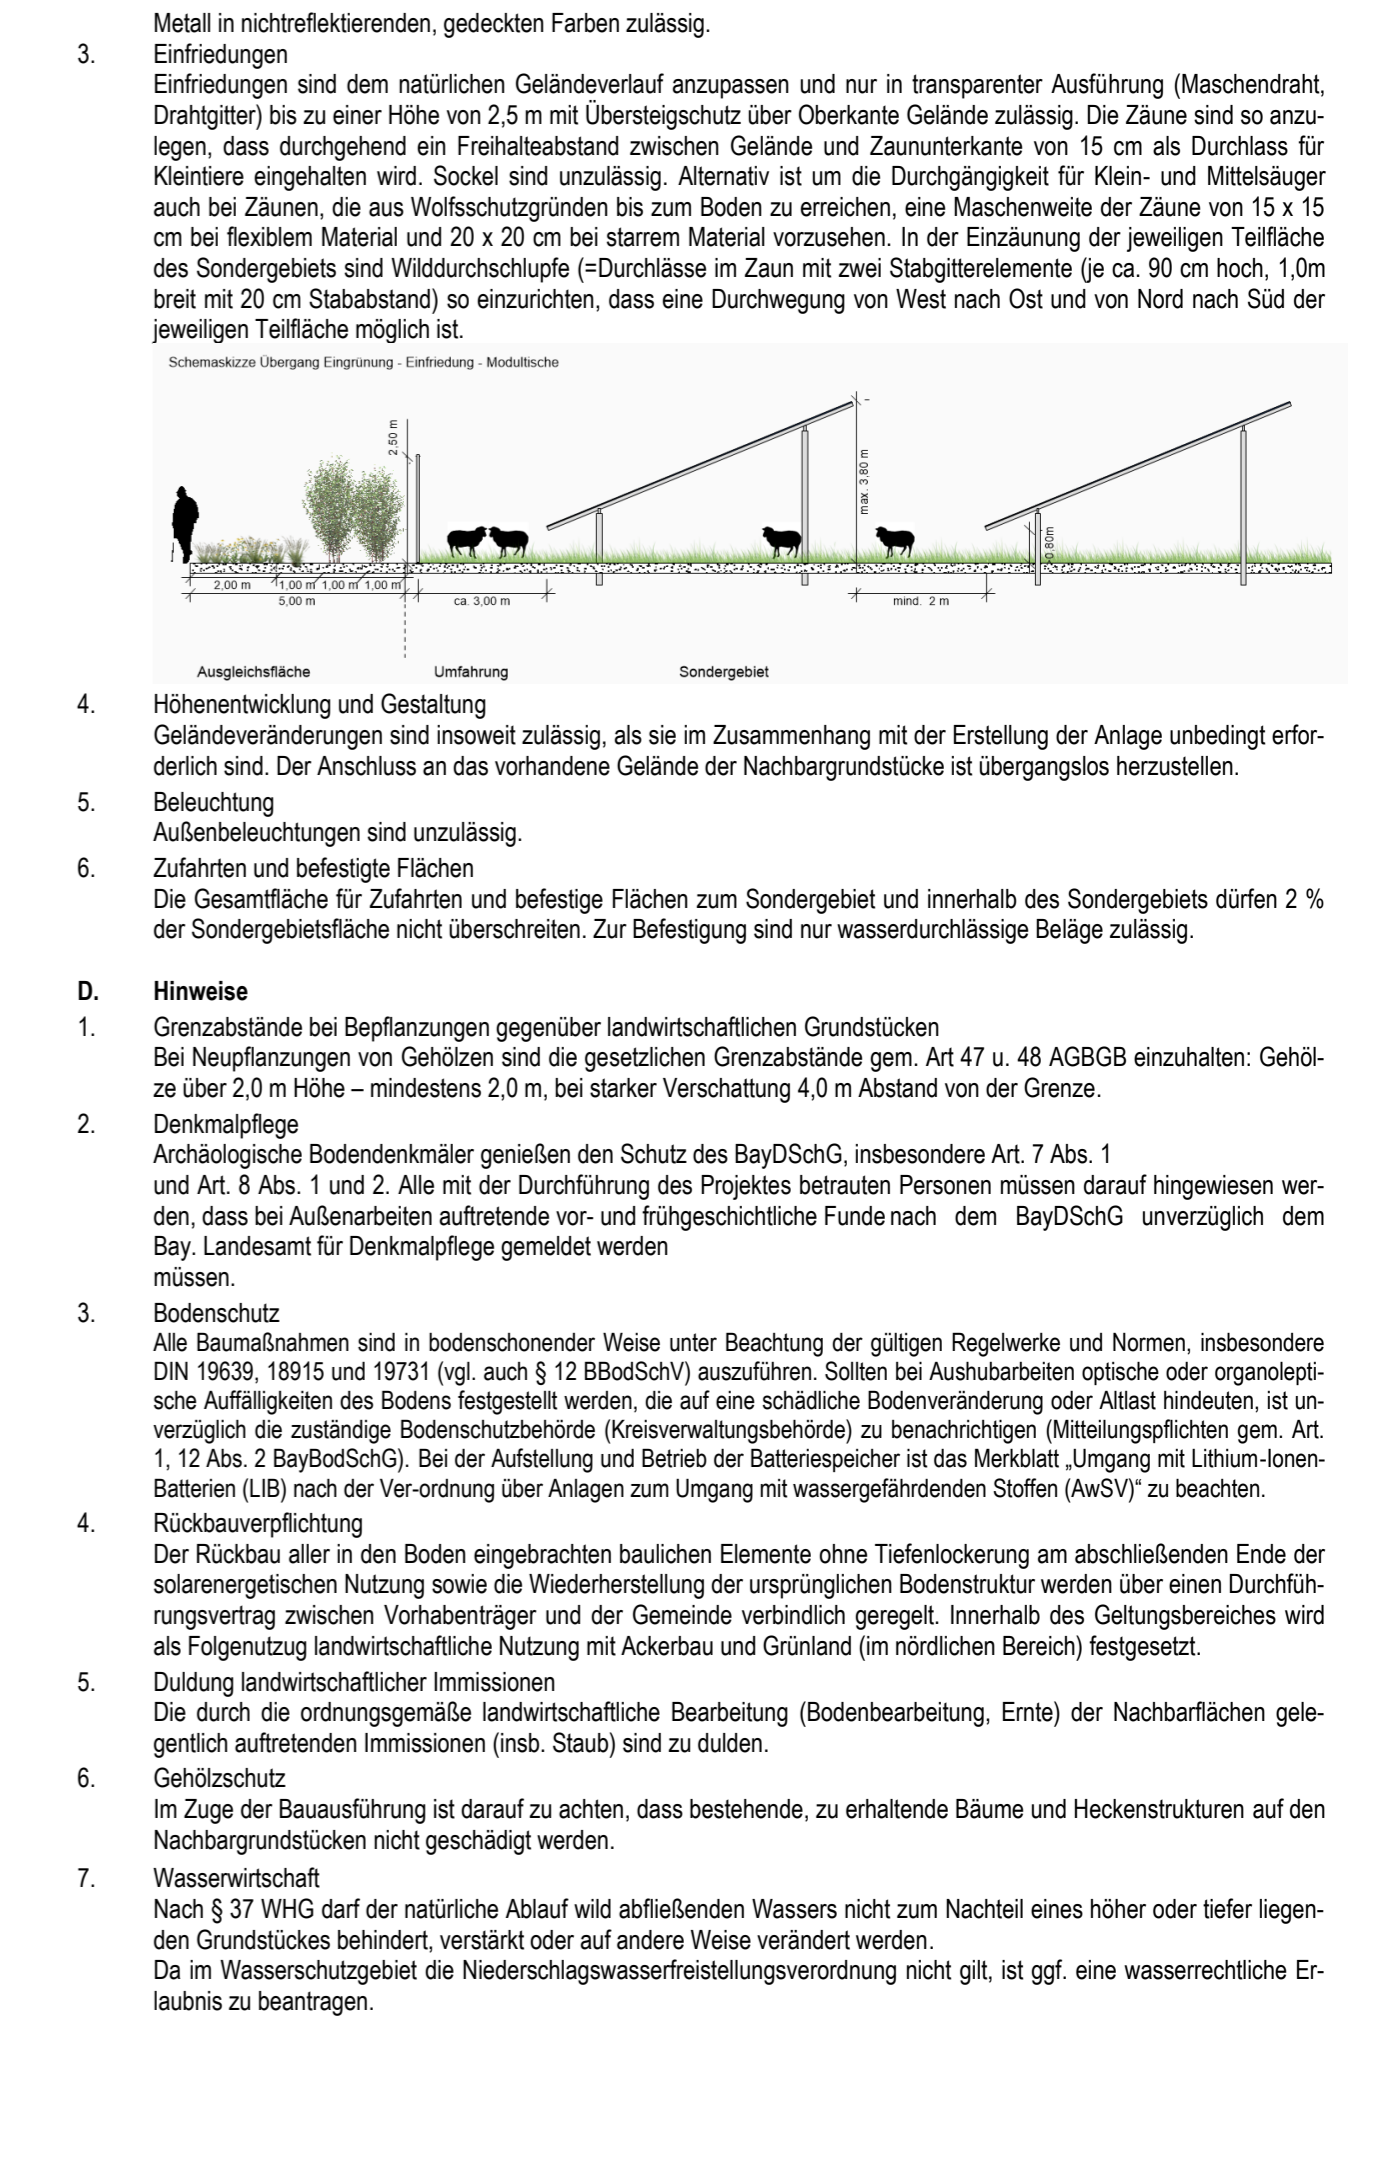 Metall in nichtreflektierenden, gedeckten Farben zulässig.
3. Einfriedungen
Einfriedungen sind dem natürlichen Geländeverlauf anzupassen und nur in transparenter Ausführung (Maschendraht,
Drahtgitter) bis zu einer Höhe von 2,5 m mit Übersteigschutz über Oberkante Gelände zulässig. Die Zäune sind so anzu-
legen, dass durchgehend ein Freihalteabstand zwischen Gelände und Zaununterkante von 15 cm als Durchlass für
Kleintiere eingehalten wird. Sockel sind unzulässig. Alternativ ist um die Durchgängigkeit für Klein- und Mittelsäuger
auch bei Zäunen, die aus Wolfsschutzgründen bis zum Boden zu erreichen, eine Maschenweite der Zäune von 15 x 15
cm bei flexiblem Material und 20 x 20 cm bei starrem Material vorzusehen. In der Einzäunung der jeweiligen Teilfläche
des Sondergebiets sind Wilddurchschlupfe (=Durchlässe im Zaun mit zwei Stabgitterelemente (je ca. 90 cm hoch, 1,0m
breit mit 20 cm Stababstand) so einzurichten, dass eine Durchwegung von West nach Ost und von Nord nach Süd der
jeweiligen Teilfläche möglich ist.
Schemaskizze Übergang Eingrünung - Einfriedung - Modultische
2,50 m
max. 3,80 m
0.80m
2,00 m 1,00 m 1,00 m 1,00 m
5,00 m ca. 3,00 m mind. 2 m
Ausgleichsfläche Umfahrung Sondergebiet
4. Höhenentwicklung und Gestaltung
Geländeveränderungen sind insoweit zulässig, als sie im Zusammenhang mit der Erstellung der Anlage unbedingt erfor-
derlich sind. Der Anschluss an das vorhandene Gelände der Nachbargrundstücke ist übergangslos herzustellen.
5. Beleuchtung
Außenbeleuchtungen sind unzulässig.
6. Zufahrten und befestigte Flächen
Die Gesamtfläche für Zufahrten und befestige Flächen zum Sondergebiet und innerhalb des Sondergebiets dürfen 2 %
der Sondergebietsfläche nicht überschreiten. Zur Befestigung sind nur wasserdurchlässige Beläge zulässig.
D. Hinweise
1. Grenzabstände bei Bepflanzungen gegenüber landwirtschaftlichen Grundstücken
Bei Neupflanzungen von Gehölzen sind die gesetzlichen Grenzabstände gem. Art 47 u. 48 AGBGB einzuhalten: Gehöl-
ze über 2,0 m Höhe – mindestens 2,0 m, bei starker Verschattung 4,0 m Abstand von der Grenze.
2. Denkmalpflege
Archäologische Bodendenkmäler genießen den Schutz des BayDSchG, insbesondere Art. 7 Abs. 1
und Art. 8 Abs. 1 und 2. Alle mit der Durchführung des Projektes betrauten Personen müssen darauf hingewiesen wer-
den, dass bei Außenarbeiten auftretende vor- und frühgeschichtliche Funde nach dem BayDSchG unverzüglich dem
Bay. Landesamt für Denkmalpflege gemeldet werden
müssen.
3. Bodenschutz
Alle Baumaßnahmen sind in bodenschonender Weise unter Beachtung der gültigen Regelwerke und Normen, insbesondere
DIN 19639, 18915 und 19731 (vgl. auch § 12 BBodSchV) auszuführen. Sollten bei Aushubarbeiten optische oder organolepti-
sche Auffälligkeiten des Bodens festgestellt werden, die auf eine schädliche Bodenveränderung oder Altlast hindeuten, ist un-
verzüglich die zuständige Bodenschutzbehörde (Kreisverwaltungsbehörde) zu benachrichtigen (Mitteilungspflichten gem. Art.
1, 12 Abs. 2 BayBodSchG). Bei der Aufstellung und Betrieb der Batteriespeicher ist das Merkblatt „Umgang mit Lithium-Ionen-
Batterien (LIB) nach der Ver-ordnung über Anlagen zum Umgang mit wassergefährdenden Stoffen (AwSV)“ zu beachten.
4. Rückbauverpflichtung
Der Rückbau aller in den Boden eingebrachten baulichen Elemente ohne Tiefenlockerung am abschließenden Ende der
solarenergetischen Nutzung sowie die Wiederherstellung der ursprünglichen Bodenstruktur werden über einen Durchfüh-
rungsvertrag zwischen Vorhabenträger und der Gemeinde verbindlich geregelt. Innerhalb des Geltungsbereiches wird
als Folgenutzug landwirtschaftliche Nutzung mit Ackerbau und Grünland (im nördlichen Bereich) festgesetzt.
5. Duldung landwirtschaftlicher Immissionen
Die durch die ordnungsgemäße landwirtschaftliche Bearbeitung (Bodenbearbeitung, Ernte) der Nachbarflächen gele-
gentlich auftretenden Immissionen (insb. Staub) sind zu dulden.
6. Gehölzschutz
Im Zuge der Bauausführung ist darauf zu achten, dass bestehende, zu erhaltende Bäume und Heckenstrukturen auf den
Nachbargrundstücken nicht geschädigt werden.
7. Wasserwirtschaft
Nach § 37 WHG darf der natürliche Ablauf wild abfließenden Wassers nicht zum Nachteil eines höher oder tiefer liegen-
den Grundstückes behindert, verstärkt oder auf andere Weise verändert werden.
Da im Wasserschutzgebiet die Niederschlagswasserfreistellungsverordnung nicht gilt, ist ggf. eine wasserrechtliche Er-
laubnis zu beantragen.